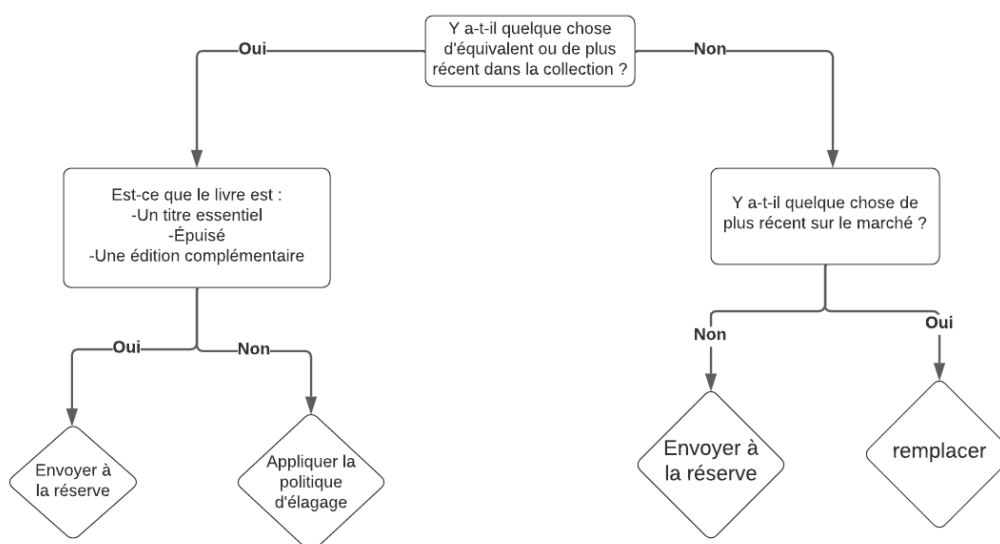 Y a-t-il quelque chose
d'équivalent ou de plus
récent dans la collection ?
Oui
Non
Est-ce que le livre est :
-Un titre essentiel
-Épuisé
-Une édition complémentaire
Y a-t-il quelque chose de
plus récent sur le marché ?
Oui
Non
Non
Oui
Envoyer à
la réserve
Appliquer la
politique
d'élagage
Envoyer à
la réserve
remplacer